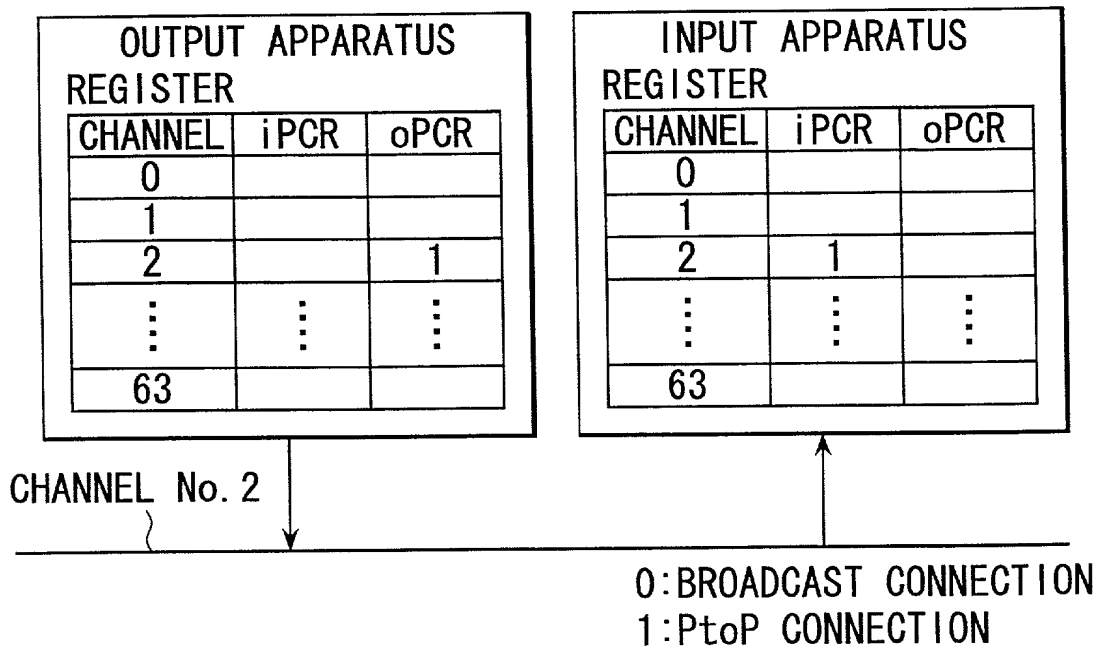 OUTPUT APPARATUS
REGISTER
CHANNEL iPCR oPCR
0
1
2 1
⋮ ⋮ ⋮
63
INPUT APPARATUS
REGISTER
CHANNEL iPCR oPCR
0
1
2 1
⋮ ⋮ ⋮
63
CHANNEL No.2
0:BROADCAST CONNECTION
1:PtoP CONNECTION